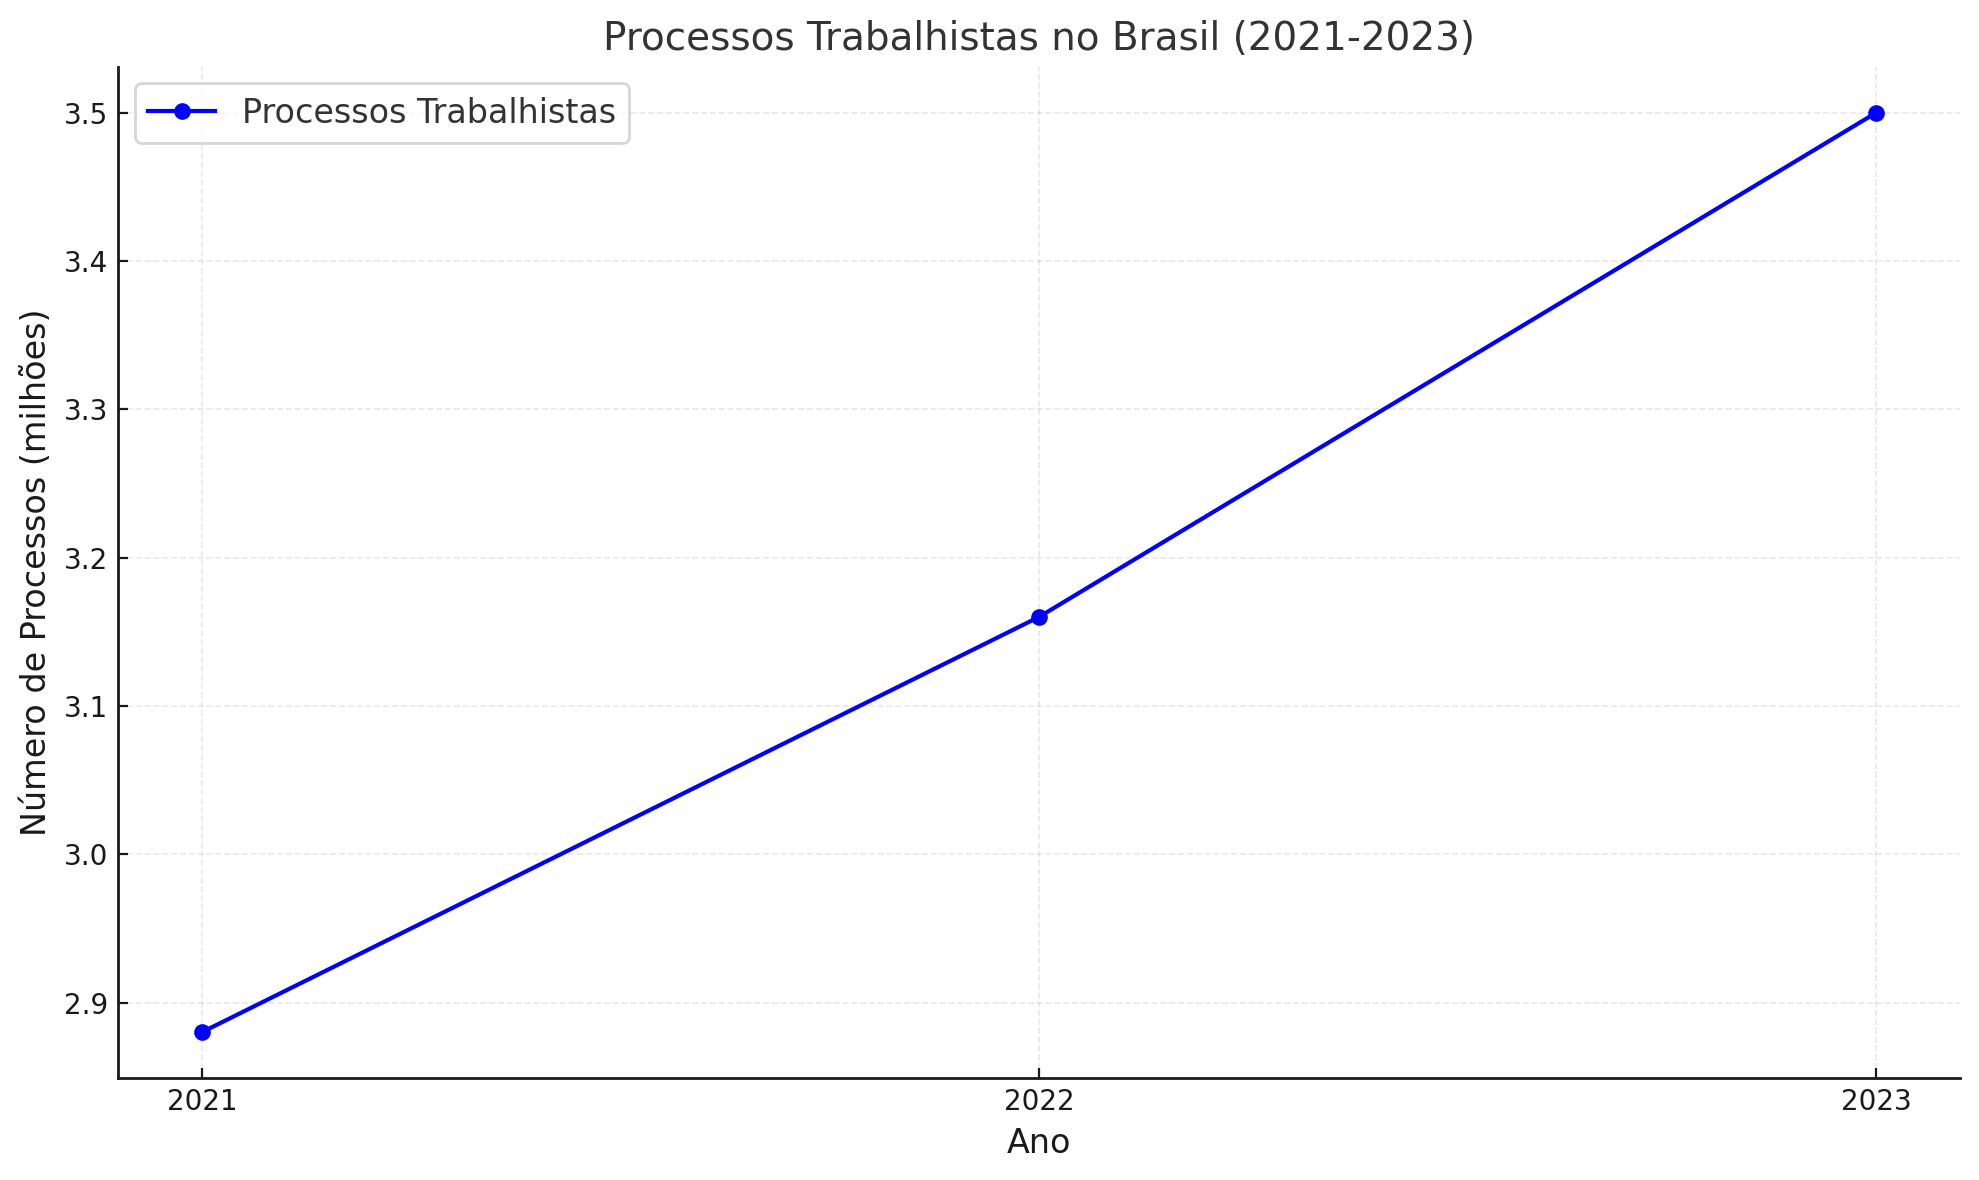 Processos Trabalhistas no Brasil (2021-2023)
Processos Trabalhistas
Número de Processos (milhões)
3.5
3.4
3.3
3.2
3.1
3.0
2.9
2021
2022
2023
Ano